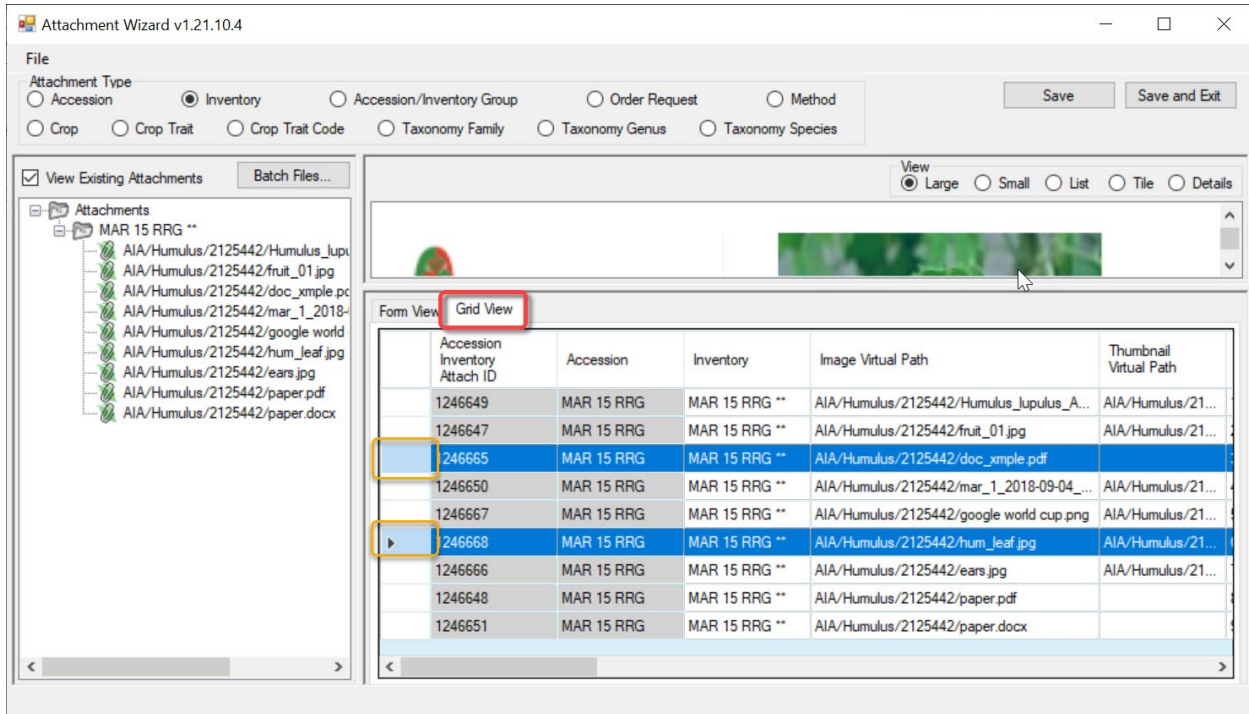 Attachment Wizard v1.21.10.4
File
Attachment Type
Accession Inventory Accession/Inventory Group Order Request Method
Crop Crop Trait Crop Trait Code Taxonomy Family Taxonomy Genus Taxonomy Species
Save Save and Exit
View Existing Attachments Batch Files...
Attachments
MAR 15 RRG **
AIA/Humulus/2125442/Humulus_lupu
AIA/Humulus/2125442/fruit_01.jpg
AIA/Humulus/2125442/doc_xmple.pd
AIA/Humulus/2125442/mar_1_2018-
AIA/Humulus/2125442/google world
AIA/Humulus/2125442/hum_leaf.jpg
AIA/Humulus/2125442/ears.jpg
AIA/Humulus/2125442/paper.pdf
AIA/Humulus/2125442/paper.docx
View
Large Small List Tile Details
Form View Grid View
Accession Inventory Attach ID Accession Inventory Image Virtual Path Thumbnail Virtual Path
1246649 MAR 15 RRG MAR 15 RRG ** AIA/Humulus/2125442/Humulus_lupulus_A... AIA/Humulus/21...
1246647 MAR 15 RRG MAR 15 RRG ** AIA/Humulus/2125442/fruit_01.jpg AIA/Humulus/21...
1246665 MAR 15 RRG MAR 15 RRG ** AIA/Humulus/2125442/doc_xmple.pdf
1246650 MAR 15 RRG MAR 15 RRG ** AIA/Humulus/2125442/mar_1_2018-09-04_... AIA/Humulus/21...
1246667 MAR 15 RRG MAR 15 RRG ** AIA/Humulus/2125442/google world cup.png AIA/Humulus/21...
1246668 MAR 15 RRG MAR 15 RRG ** AIA/Humulus/2125442/hum_leaf.jpg AIA/Humulus/21...
1246666 MAR 15 RRG MAR 15 RRG ** AIA/Humulus/2125442/ears.jpg AIA/Humulus/21...
1246648 MAR 15 RRG MAR 15 RRG ** AIA/Humulus/2125442/paper.pdf
1246651 MAR 15 RRG MAR 15 RRG ** AIA/Humulus/2125442/paper.docx